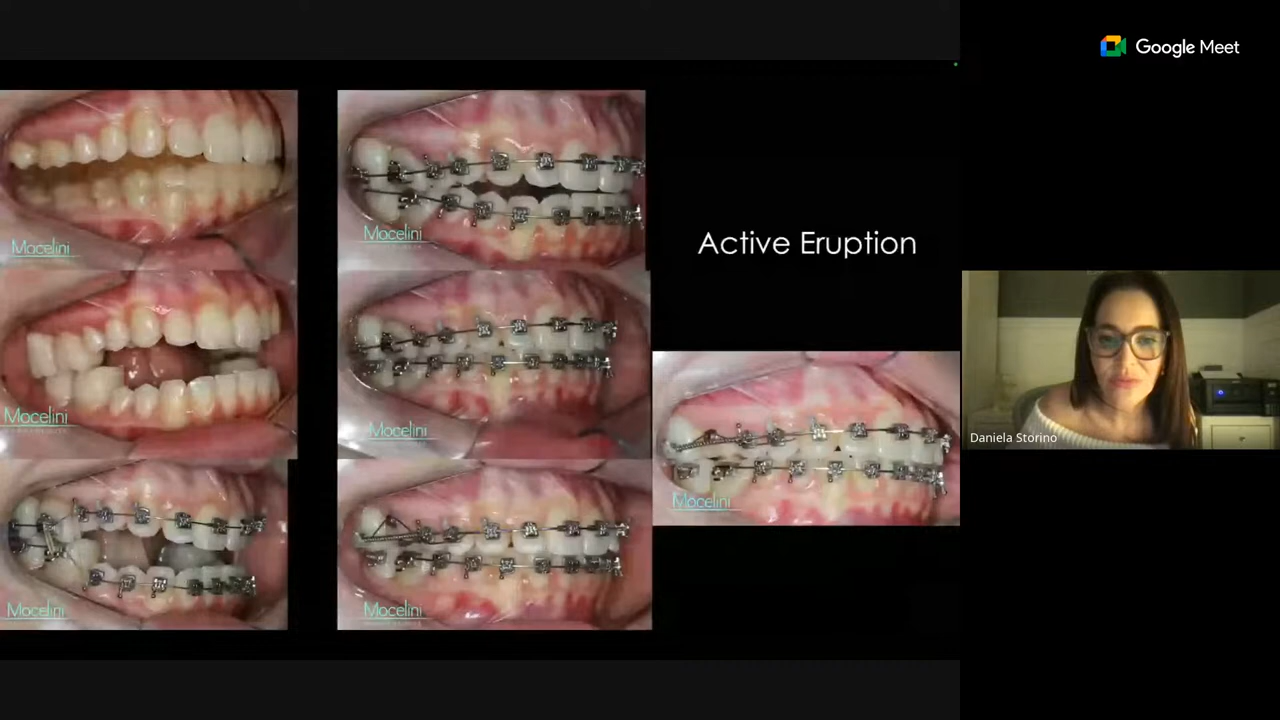 Google Meet
Mocelini
Mocelini
Active Eruption
Mocelini
Mocelini
Daniela Storino
Mocelini
Mocelini
Mocelini